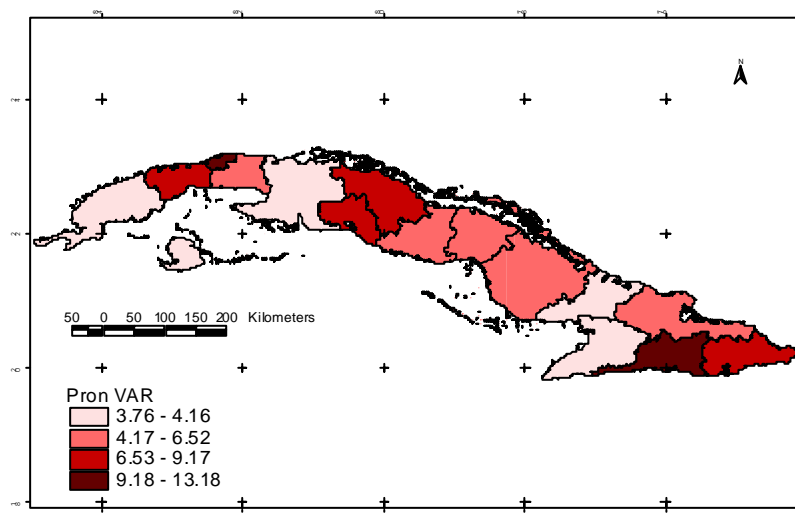 N
50 0 50 100 150 200 Kilometers
Pron VAR
3.76 - 4.16
4.17 - 6.52
6.53 - 9.17
9.18 - 13.18